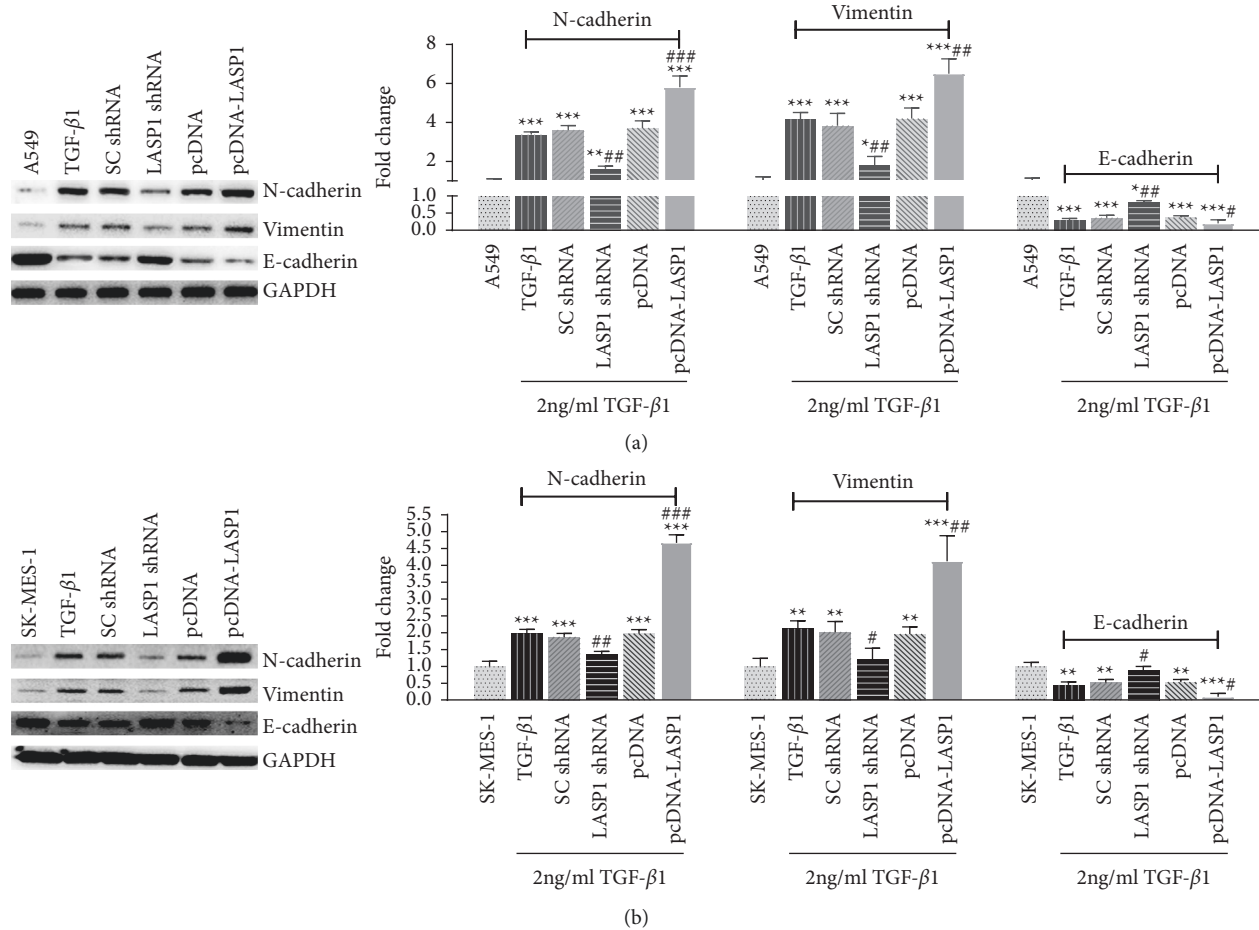 A549
TGF-β1
SC shRNA
LASP1 shRNA
pcDNA
pcDNA-LASP1
N-cadherin
Vimentin
E-cadherin
GAPDH
Fold change
8
6
4
2
1.0
0.5
0.0
N-cadherin
***
***
**##
***
###
***
Vimentin
***
***
*##
***
***##
E-cadherin
***
***
*##
***
***#
A549
TGF-β1
SC shRNA
LASP1 shRNA
pcDNA
pcDNA-LASP1
2ng/ml TGF-β1
A549
TGF-β1
SC shRNA
LASP1 shRNA
pcDNA
pcDNA-LASP1
2ng/ml TGF-β1
A549
TGF-β1
SC shRNA
LASP1 shRNA
pcDNA
pcDNA-LASP1
2ng/ml TGF-β1
(a)
SK-MES-1
TGF-β1
SC shRNA
LASP1 shRNA
pcDNA
pcDNA-LASP1
N-cadherin
Vimentin
E-cadherin
GAPDH
Fold change
5.5
5.0
4.5
4.0
3.5
3.0
2.5
2.0
1.5
1.0
0.5
0.0
N-cadherin
***
***
##
***
###
***
Vimentin
**
**
#
**
***##
E-cadherin
**
**
#
**
***#
SK-MES-1
TGF-β1
SC shRNA
LASP1 shRNA
pcDNA
pcDNA-LASP1
2ng/ml TGF-β1
SK-MES-1
TGF-β1
SC shRNA
LASP1 shRNA
pcDNA
pcDNA-LASP1
2ng/ml TGF-β1
SK-MES-1
TGF-β1
SC shRNA
LASP1 shRNA
pcDNA
pcDNA-LASP1
2ng/ml TGF-β1
(b)